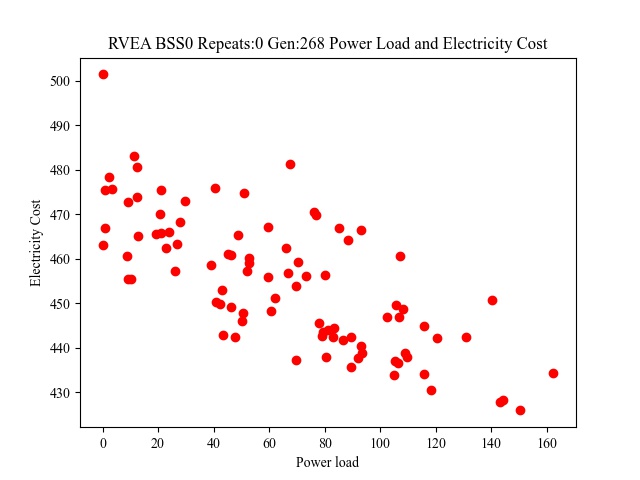 RVEA BSS0 Repeats:0 Gen:268 Power Load and Electricity Cost
500
490
480
470
460
450
440
430
Electricity Cost
0 20 40 60 80 100 120 140 160
Power load